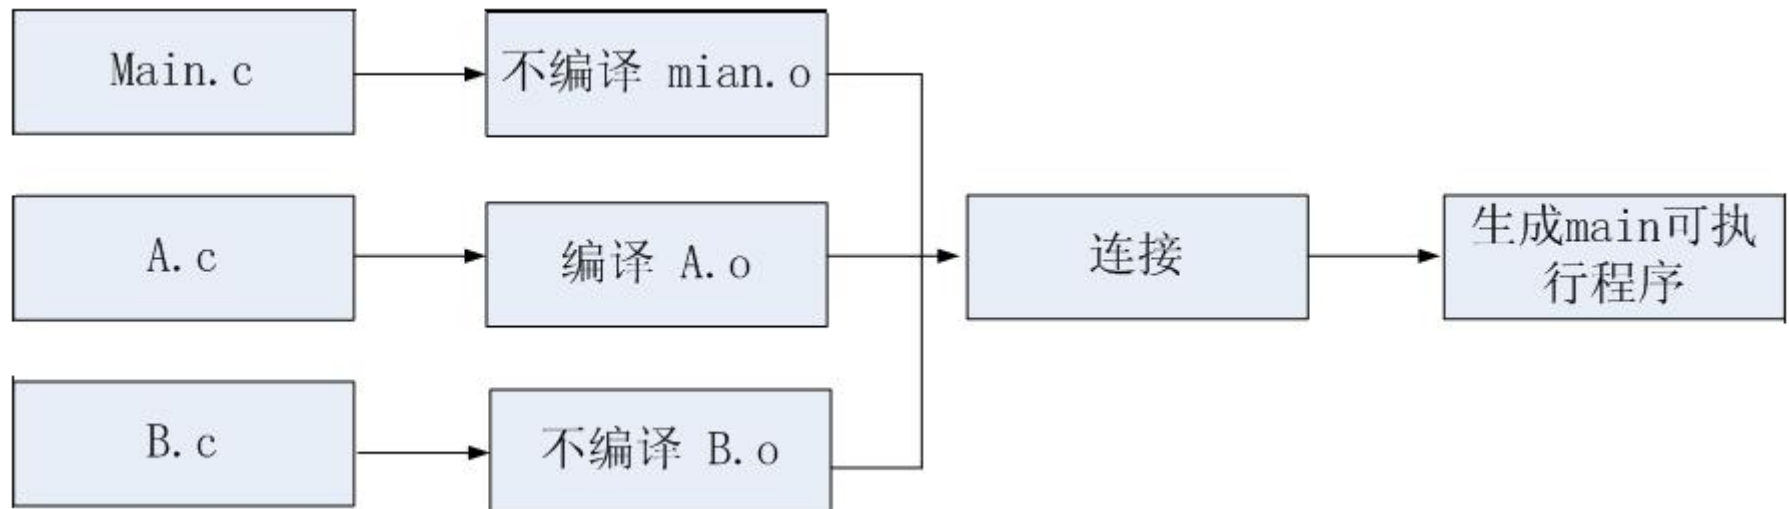 Main.c
不编译 mian.o
A.c
编译 A.o
连接
生成main可执
行程序
B.c
不编译 B.o